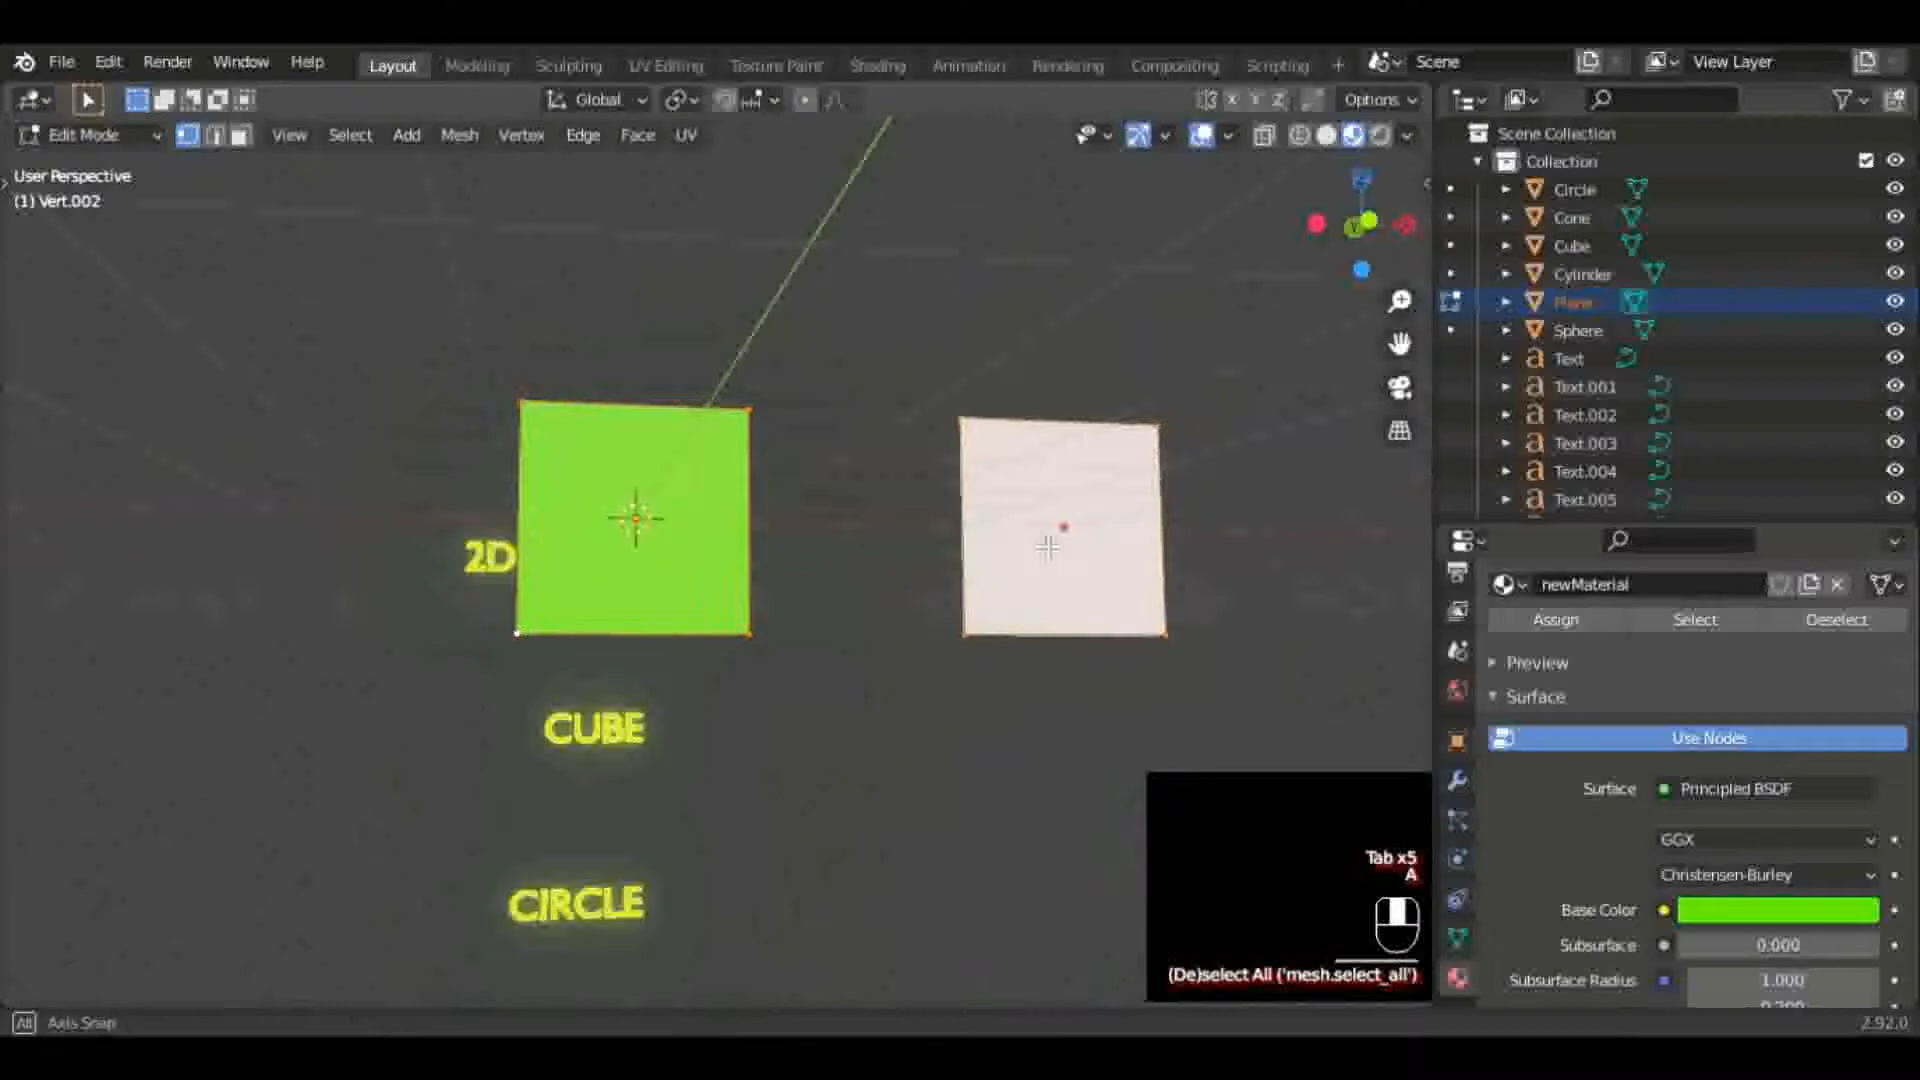 File Edit Render Window Help Layout Modeling Sculpting UV Editing Texture Paint Shading Animation Rendering Compositing Scripting + Scene View Layer
Global Options
Edit Mode View Select Add Mesh Vertex Edge Face UV
User Perspective
(1) Vert.002
Scene Collection
Collection
Circle
Cone
Cube
Cylinder
Plane
Sphere
Text
Text.001
Text.002
Text.003
Text.004
Text.005
2D
CUBE
CIRCLE
newMaterial
Assign Select Deselect
Preview
Surface
Use Nodes
Surface Principled BSDF
GGX
Christensen-Burley
Base Color
Subsurface 0.000
Subsurface Radius 1.000
0.200
Tab x5
A
(De)select All ('mesh.select_all')
Alt Axis Snap
2.92.0